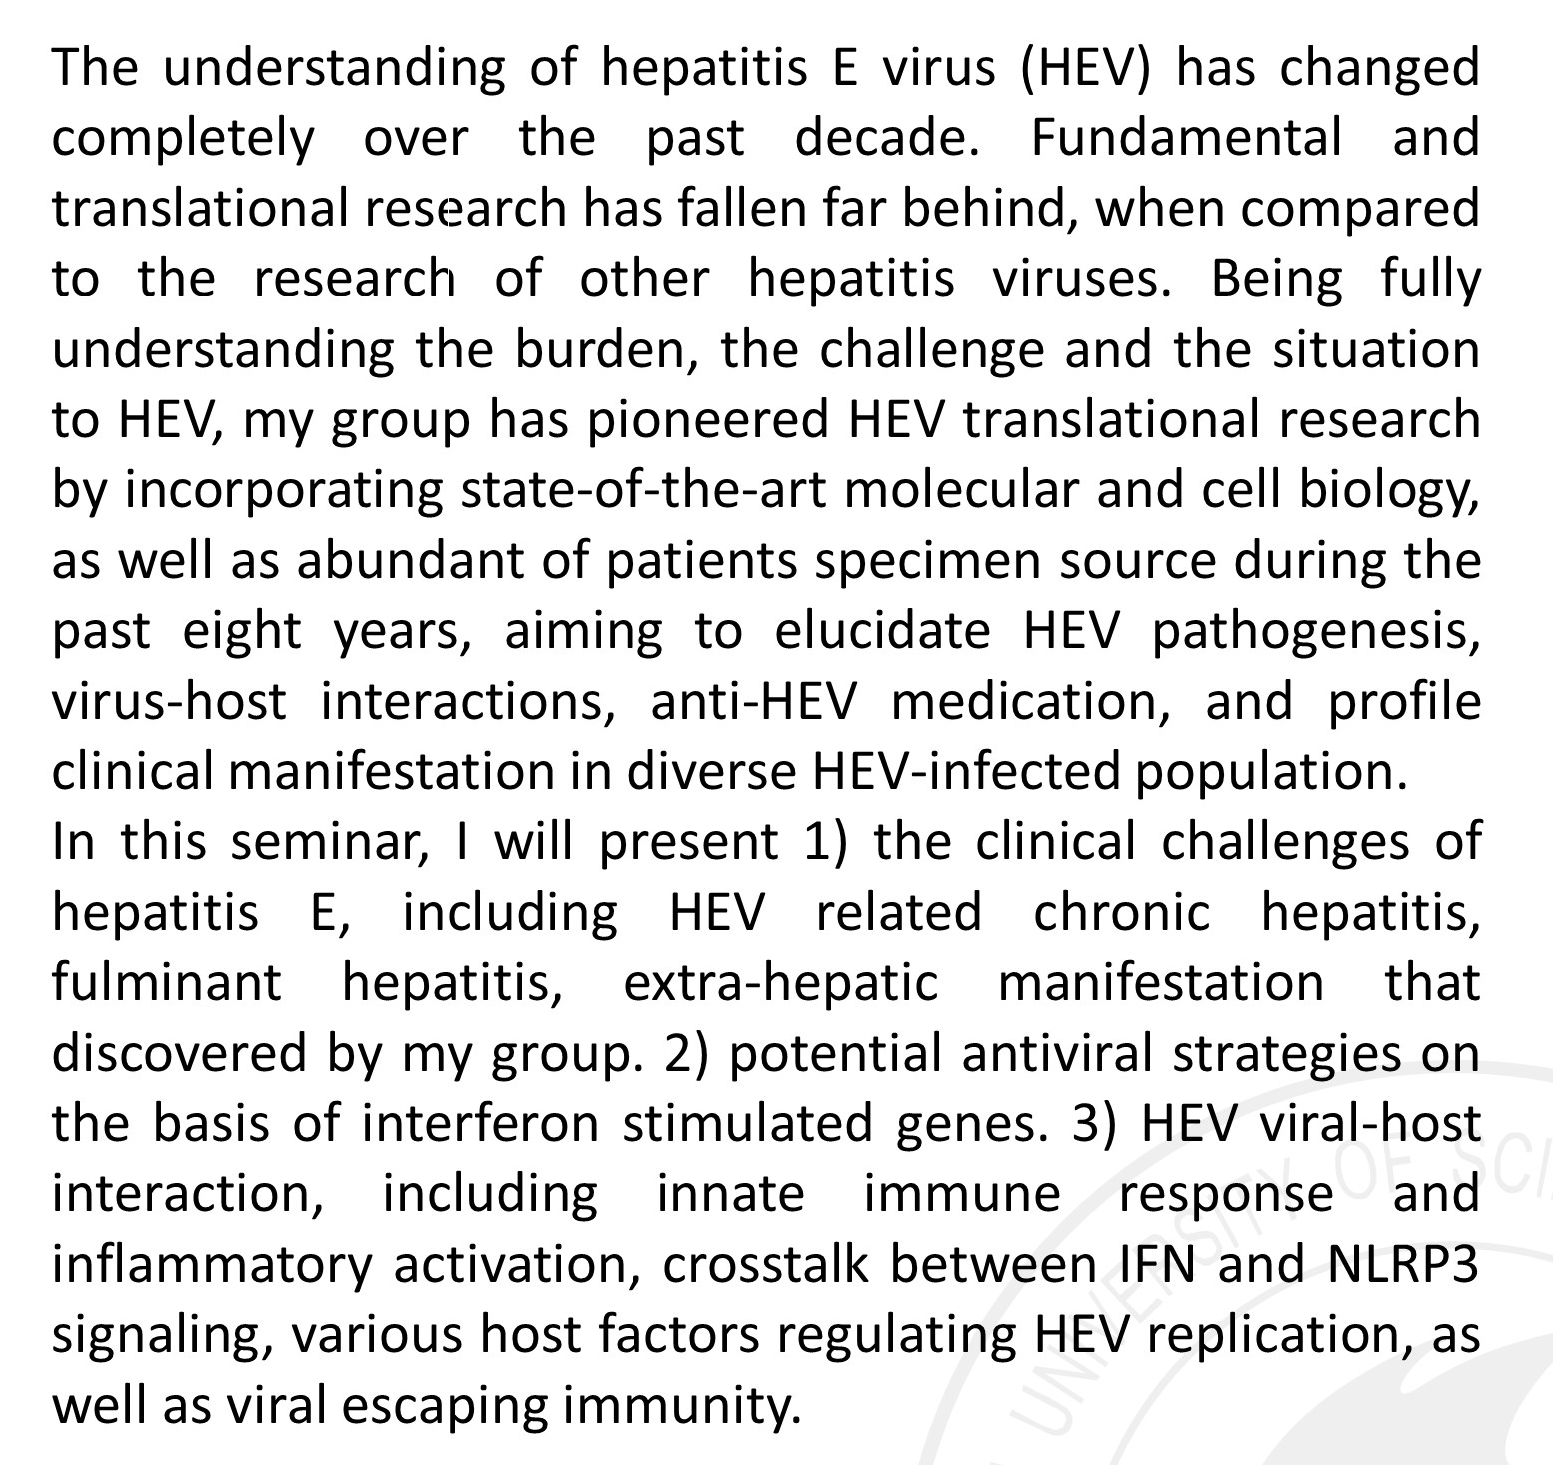 The understanding of hepatitis E virus (HEV) has changed
completely over the past decade. Fundamental and
translational research has fallen far behind, when compared
to the research of other hepatitis viruses. Being fully
understanding the burden, the challenge and the situation
to HEV, my group has pioneered HEV translational research
by incorporating state-of-the-art molecular and cell biology,
as well as abundant of patients specimen source during the
past eight years, aiming to elucidate HEV pathogenesis,
virus-host interactions, anti-HEV medication, and profile
clinical manifestation in diverse HEV-infected population.
In this seminar, I will present 1) the clinical challenges of
hepatitis E, including HEV related chronic hepatitis,
fulminant hepatitis, extra-hepatic manifestation that
discovered by my group. 2) potential antiviral strategies on
the basis of interferon stimulated genes. 3) HEV viral-host
interaction, including innate immune response and
inflammatory activation, crosstalk between IFN and NLRP3
signaling, various host factors regulating HEV replication, as
well as viral escaping immunity.
UNIVERSITY OF SCI